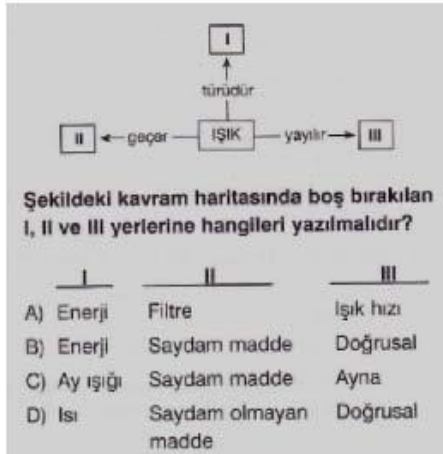 I
türüdür
II geçer IŞIK yayılır III
Şekildeki kavram haritasında boş bırakılan
I, II ve III yerlerine hangileri yazılmalıdır?
I II III
A) Enerji Filtre Işık hızı
B) Enerji Saydam madde Doğrusal
C) Ay ışığı Saydam madde Ayna
D) Isı Saydam olmayan Doğrusal
madde